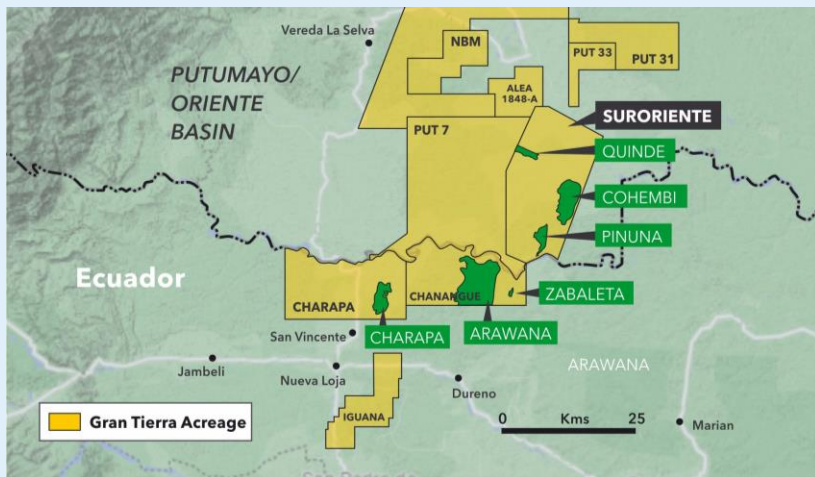 Vereda La Selva
NBM
PUT 33
PUT 31
PUTUMAYO/
ORIENTE
BASIN
ALEA
1848-A
SURORIENTE
PUT 7
QUINDE
COHEMBI
PINUNA
Ecuador
CHARAPA
CHANANGUE
ZABALETA
San Vincente
CHARAPA
ARAWANA
Jambeli
Nueva Loja
Dureno
ARAWANA
IGUANA
Gran Tierra Acreage
0 Kms 25
Marian